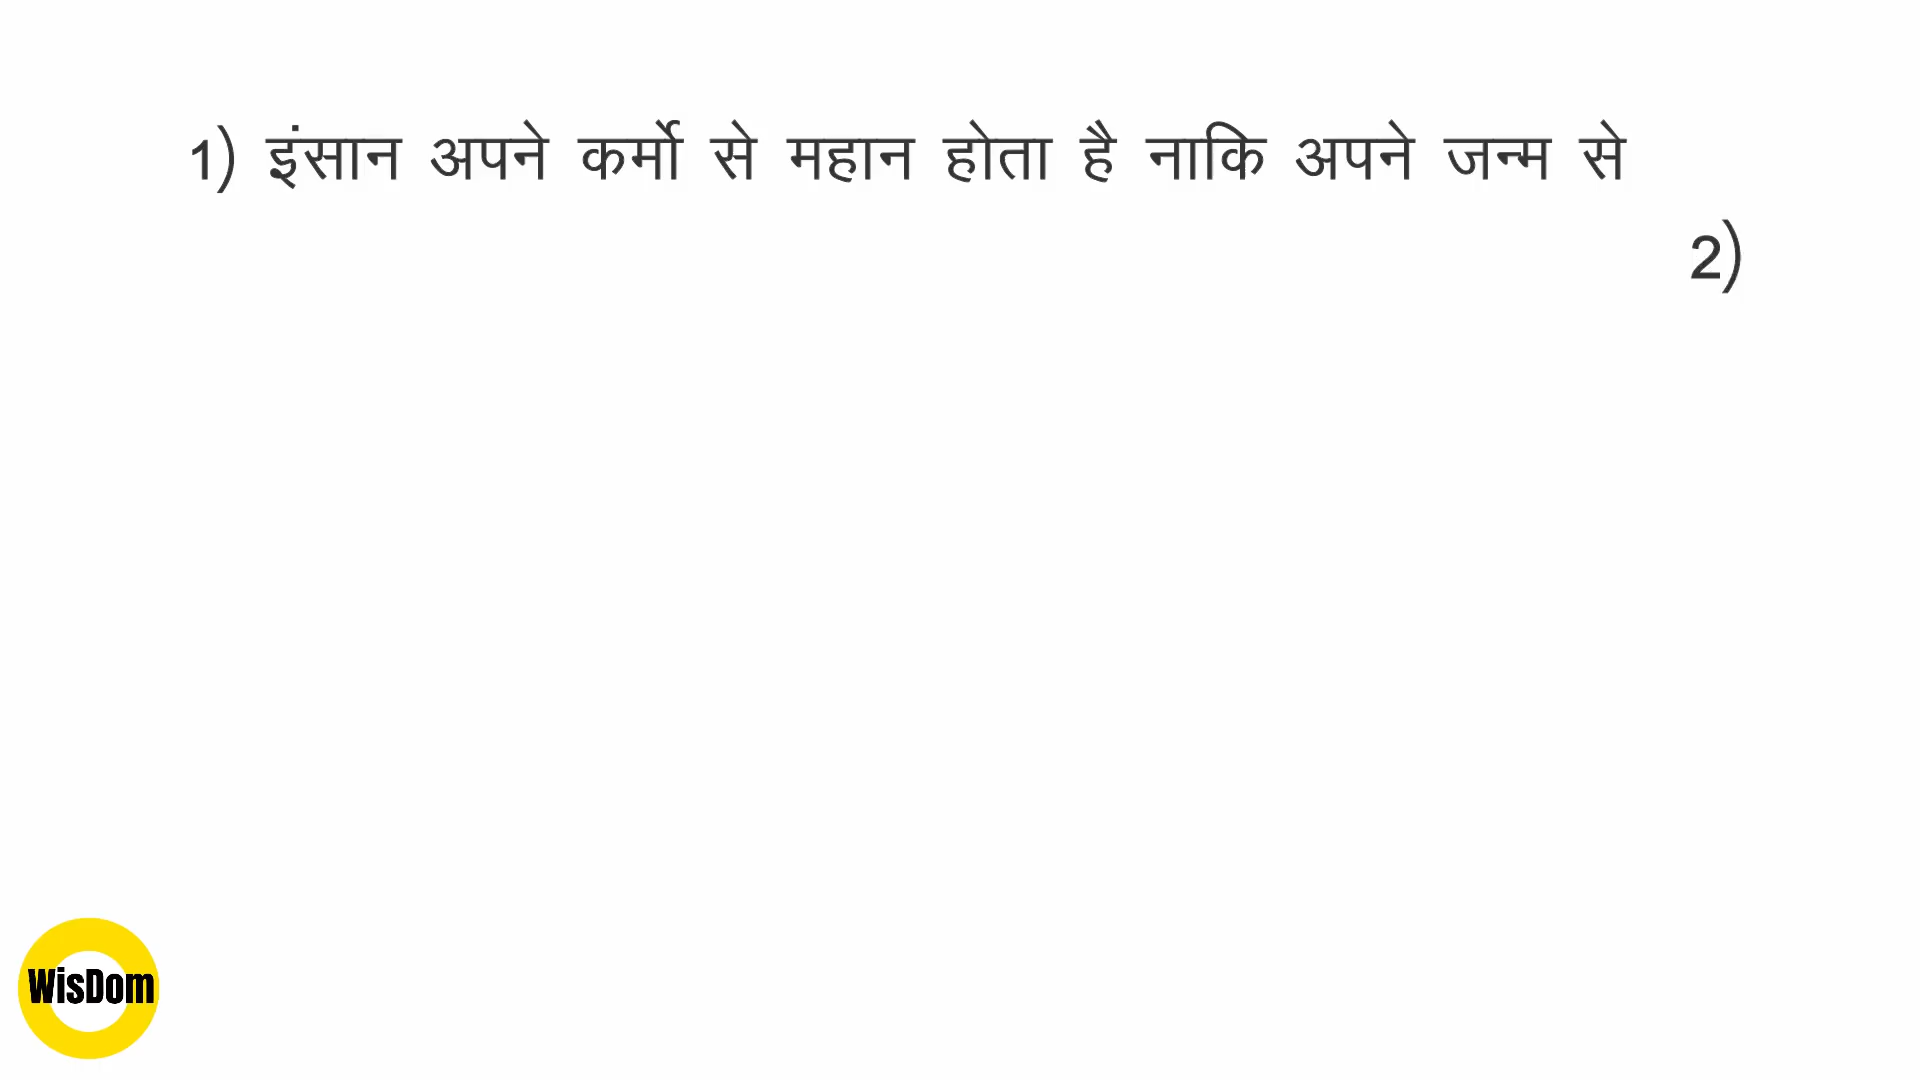 1) इंसान अपने कर्मो से महान होता है नाकि अपने जन्म से
2)
WisDom